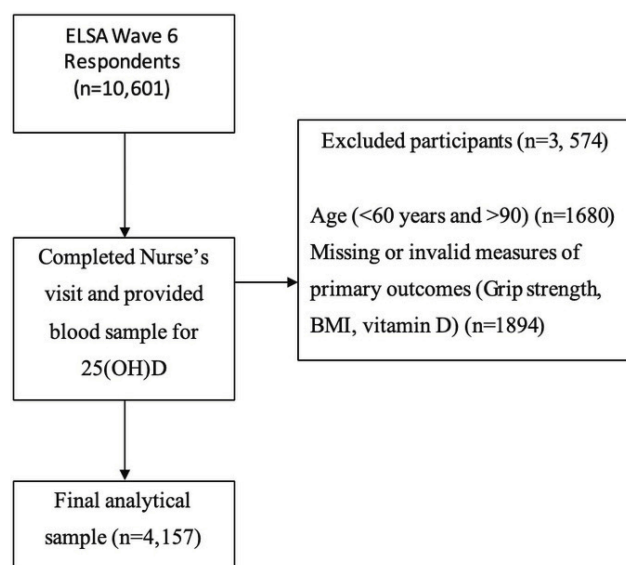 ELSA Wave 6
Respondents
(n=10,601)
Excluded participants (n=3, 574)
Age (<60 years and >90) (n=1680)
Missing or invalid measures of
primary outcomes (Grip strength,
BMI, vitamin D) (n=1894)
Completed Nurse’s
visit and provided
blood sample for
25(OH)D
Final analytical
sample (n=4,157)